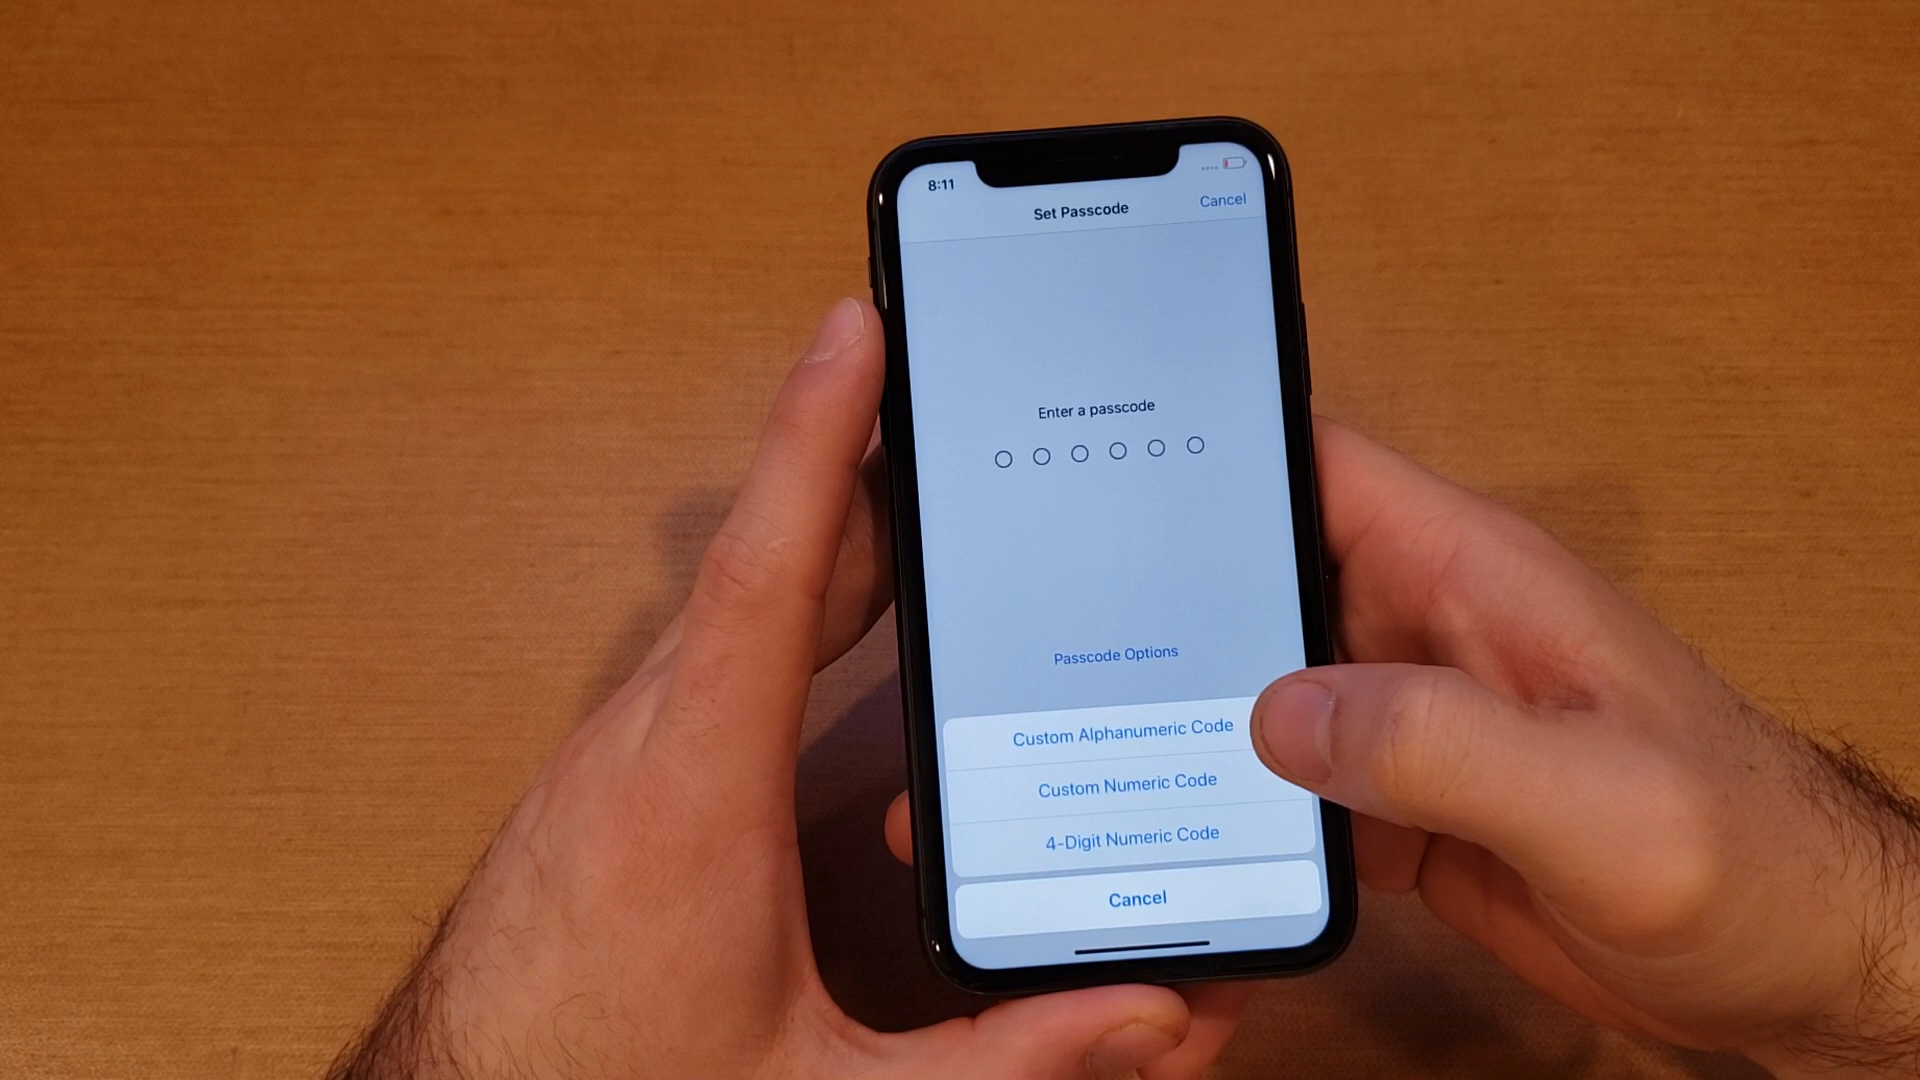 8:11
Set Passcode
Cancel
Enter a passcode
Passcode Options
Custom Alphanumeric Code
Custom Numeric Code
4-Digit Numeric Code
Cancel